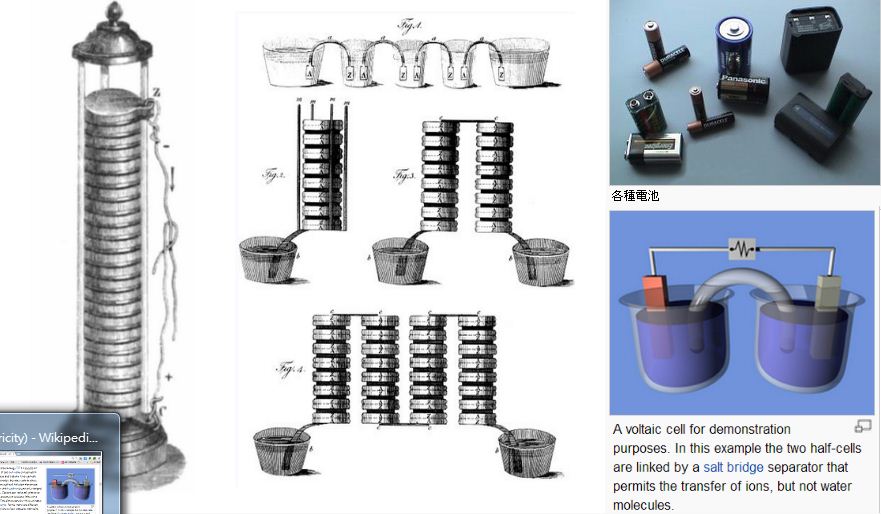 Z
-
+
ricity) - Wikipedi...
Fig. 1.
a a a a
A Z A Z A Z A Z
Fig. 2.
m m m m
b
Fig. 3.
c c
b b
Fig. 4.
c c c c
c c
b b
DURACELL
Panasonic
DURACELL
Energizer
各種電池
A voltaic cell for demonstration
purposes. In this example the two half-cells
are linked by a salt bridge separator that
permits the transfer of ions, but not water
molecules.